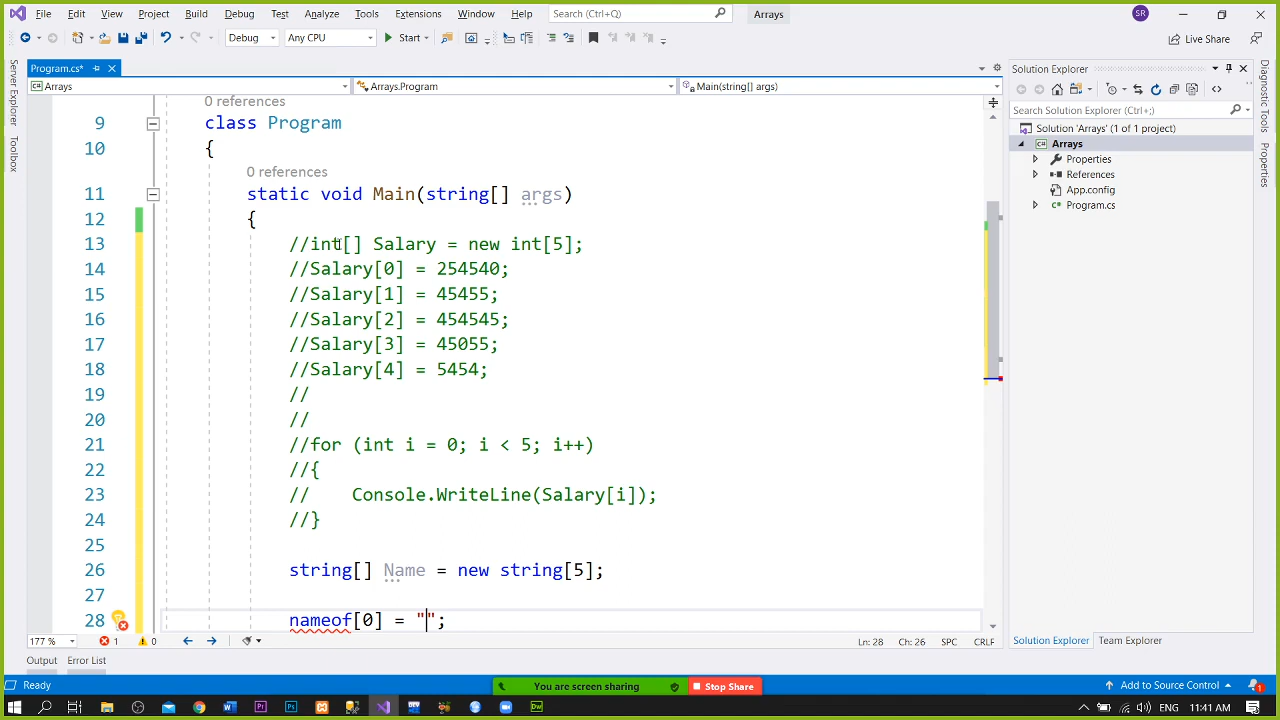 File Edit View Project Build Debug Test Analyze Tools Extensions Window Help Search (Ctrl+Q) Arrays SR
Debug Any CPU Start Live Share
Program.cs*
Arrays Arrays.Program Main(string[] args)
Server Explorer
Toolbox
0 references
9 class Program
10 {
0 references
11 static void Main(string[] args)
12 {
13 //int[] Salary = new int[5];
14 //Salary[0] = 254540;
15 //Salary[1] = 45455;
16 //Salary[2] = 454545;
17 //Salary[3] = 45055;
18 //Salary[4] = 5454;
19 //
20 //
21 //for (int i = 0; i < 5; i++)
22 //{
23 // Console.WriteLine(Salary[i]);
24 //}
25
26 string[] Name = new string[5];
27
28 nameof[0] = "";
177 % 1 0 Ln: 28 Ch: 26 SPC CRLF
Solution Explorer
Search Solution Explorer (Ctrl+;)
Solution 'Arrays' (1 of 1 project)
C# Arrays
Properties
References
App.config
C# Program.cs
Solution Explorer Team Explorer
Diagnostic Tools
Properties
Output Error List
Ready You are screen sharing Stop Share Add to Source Control 1
ENG 11:41 AM